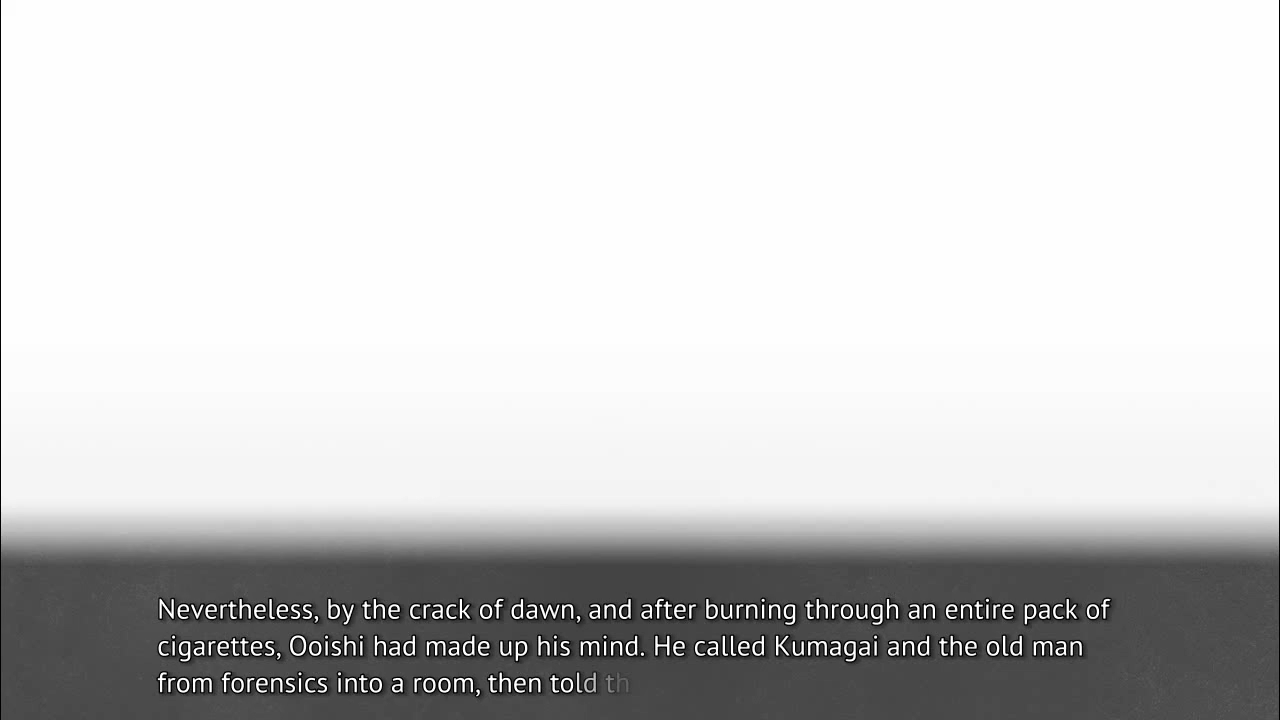 Nevertheless, by the crack of dawn, and after burning through an entire pack of
cigarettes, Ooishi had made up his mind. He called Kumagai and the old man
from forensics into a room, then told th